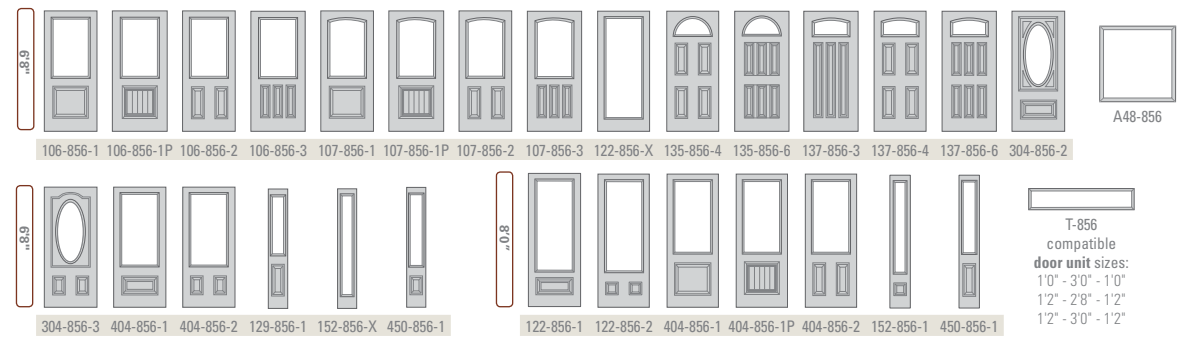 6'8"
106-856-1 106-856-1P 106-856-2 106-856-3 107-856-1 107-856-1P 107-856-2 107-856-3 122-856-X 135-856-4 135-856-6 137-856-3 137-856-4 137-856-6 304-856-2
A48-856
6'8"
304-856-3 404-856-1 404-856-2 129-856-1 152-856-X 450-856-1
8'0"
122-856-1 122-856-2 404-856-1 404-856-1P 404-856-2 152-856-1 450-856-1
T-856
compatible
door unit sizes:
1'0" - 3'0" - 1'0"
1'2" - 2'8" - 1'2"
1'2" - 3'0" - 1'2"